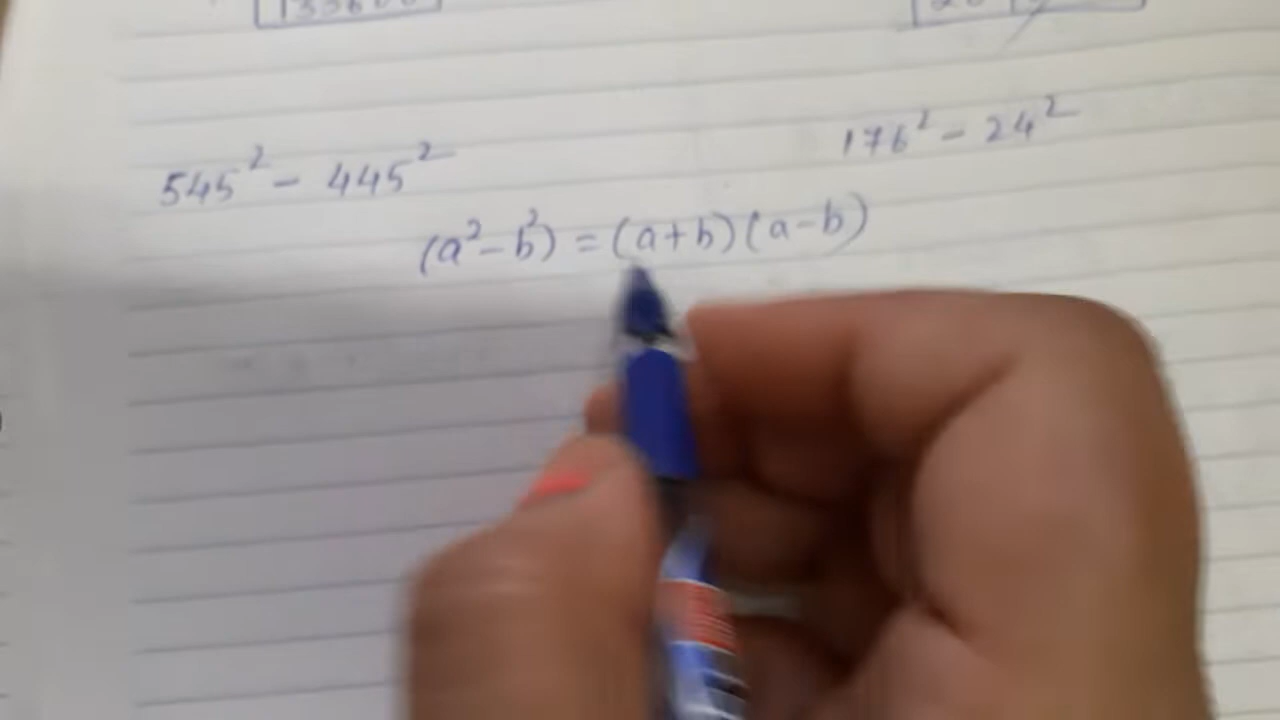 545² - 445²
176² - 24²
(a² - b²) = (a+b)(a-b)